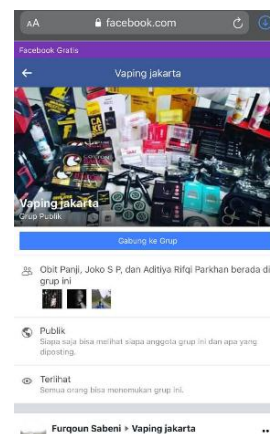 AA facebook.com
Facebook Gratis
Vaping jakarta
Vaping jakarta
Grup Publik
Gabung ke Grup
Obit Panji, Joko S P, dan Aditiya Rifqi Parkhan berada di
grup ini
Publik
Siapa saja bisa melihat siapa anggota grup ini dan apa yang
diposting.
Terlihat
Semua orang bisa menemukan grup ini.
Furqoun Sabeni ▸ Vaping jakarta